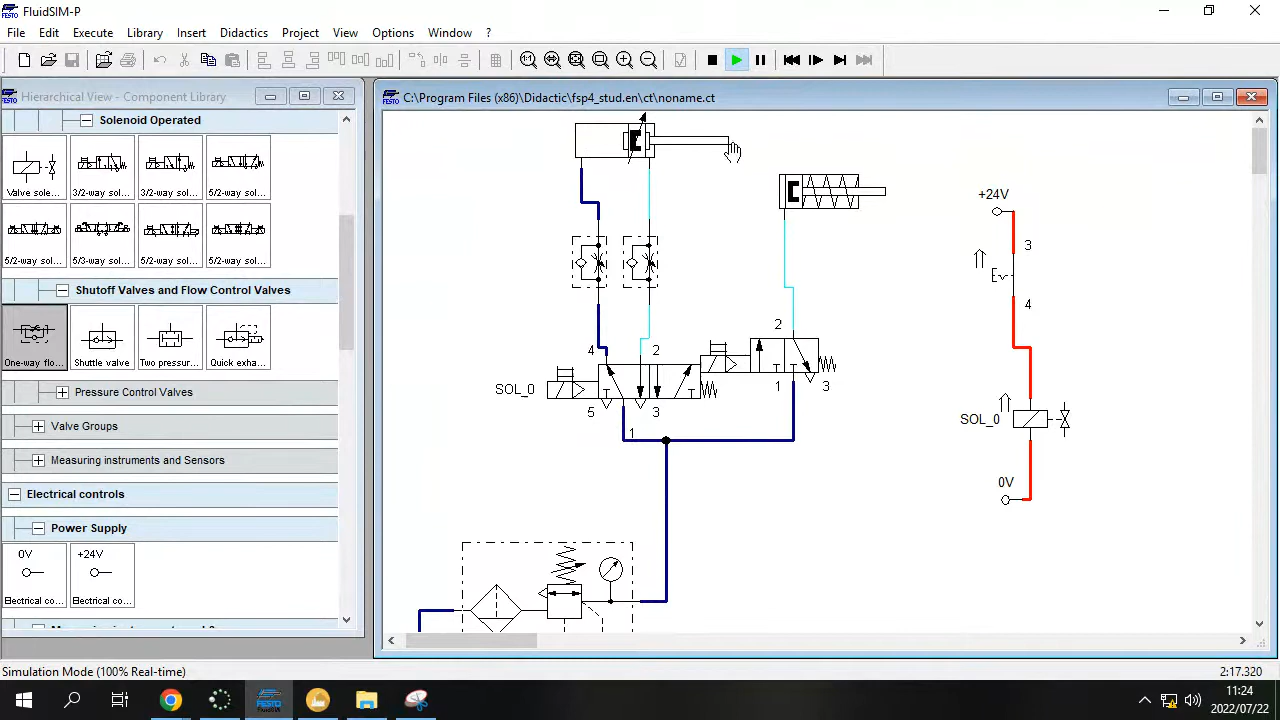 FluidSIM-P
FESTO
File Edit Execute Library Insert Didactics Project View Options Window ?
Hierarchical View - Component Library
Solenoid Operated
Valve sole... 3/2-way sol... 3/2-way sol... 5/2-way sol...
5/2-way sol... 5/3-way sol... 5/2-way sol... 5/2-way sol...
Shutoff Valves and Flow Control Valves
One-way flo... Shuttle valve Two pressur... Quick exha...
Pressure Control Valves
Valve Groups
Measuring instruments and Sensors
Electrical controls
Power Supply
0V +24V
Electrical co... Electrical co...
C:\Program Files (x86)\Didactic\fsp4_stud.en\ct\noname.ct
+24V
3
4
SOL_0
0V
2
1 3
4 2
SOL_0
5 3
1
Simulation Mode (100% Real-time) 2:17.320
FESTO
FluidSIM
11:24
2022/07/22